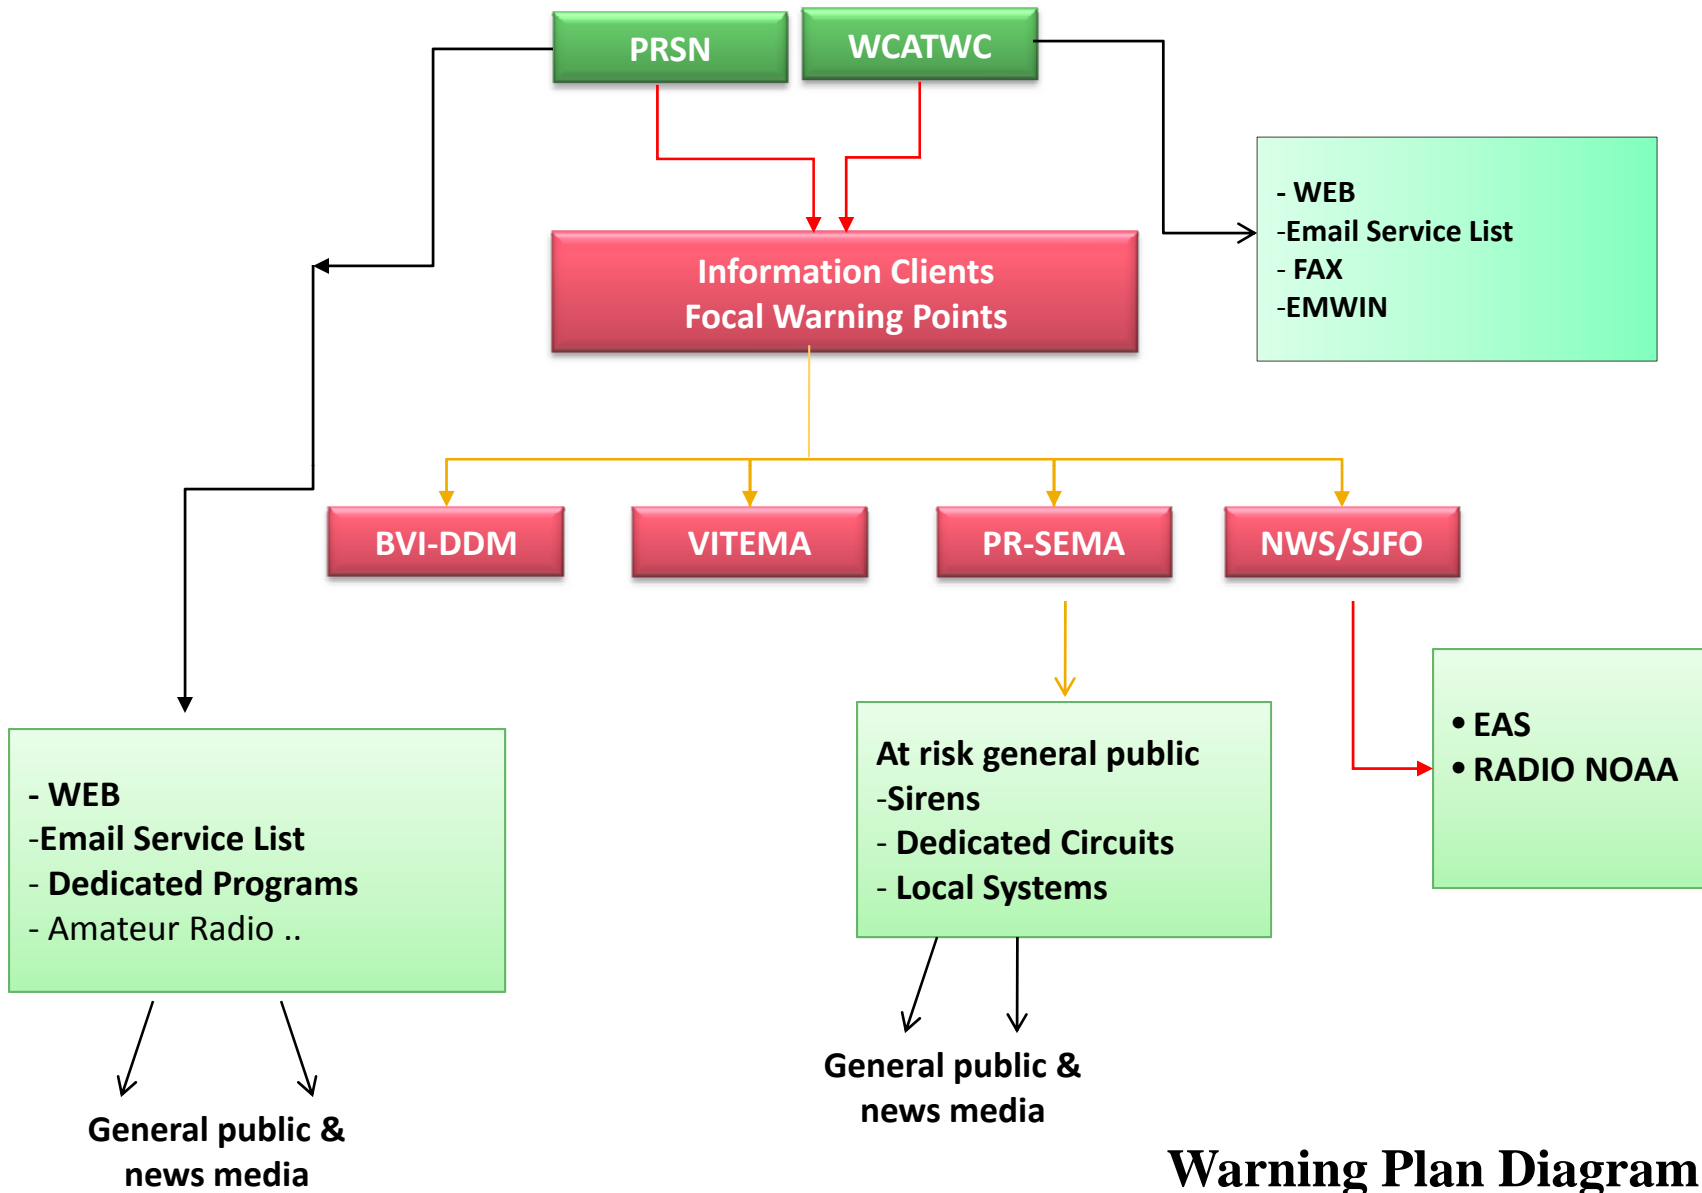 PRSN
WCATWC
- WEB
-Email Service List
- FAX
-EMWIN
Information Clients
Focal Warning Points
BVI-DDM
VITEMA
PR-SEMA
NWS/SJFO
• EAS
• RADIO NOAA
At risk general public
-Sirens
- Dedicated Circuits
- Local Systems
- WEB
-Email Service List
- Dedicated Programs
- Amateur Radio ..
General public &
news media
General public &
news media
Warning Plan Diagram